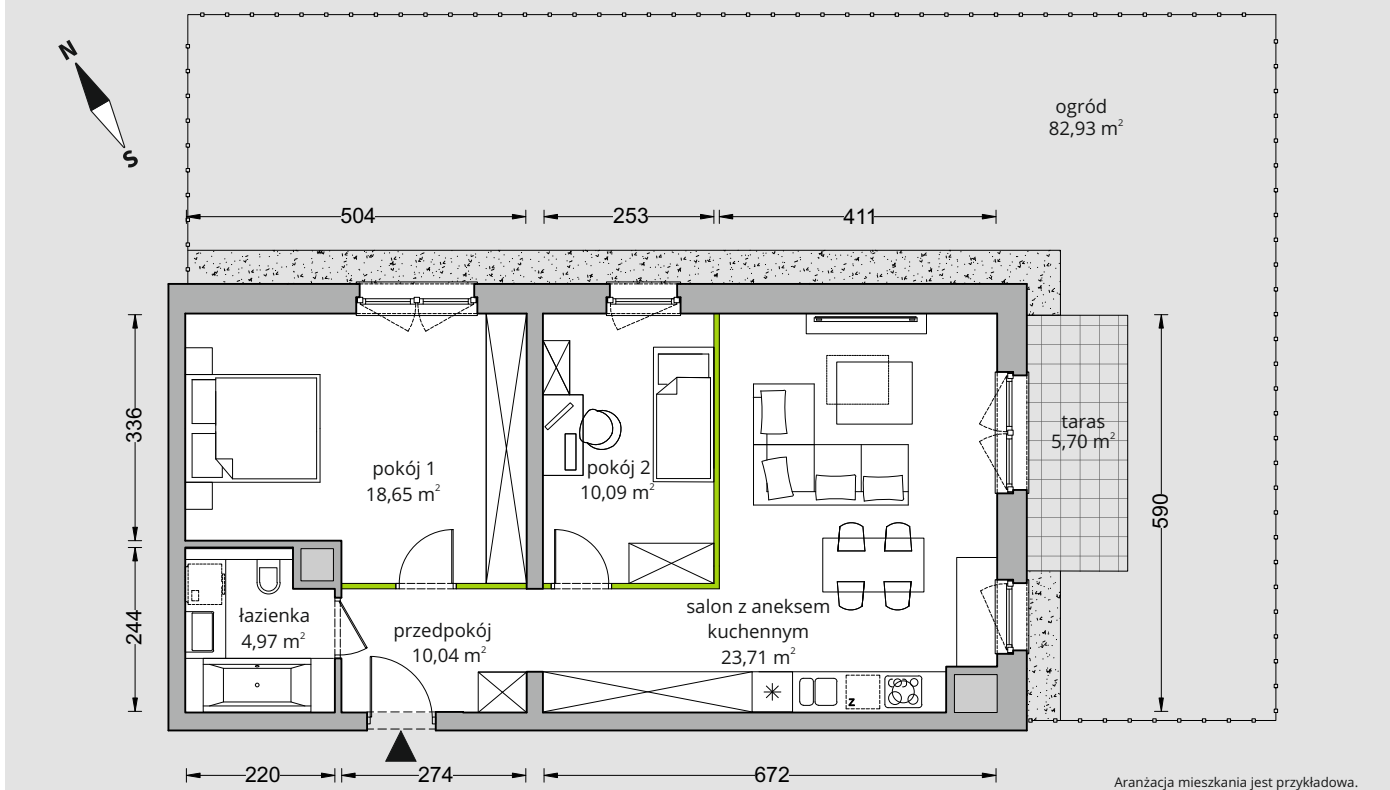 N
S
ogród
82,93 m²
504
253
411
336
244
590
taras
5,70 m²
pokój 1
18,65 m²
pokój 2
10,09 m²
łazienka
4,97 m²
przedpokój
10,04 m²
salon z aneksem
kuchennym
23,71 m²
z
220
274
672
Aranżacja mieszkania jest przykładowa.